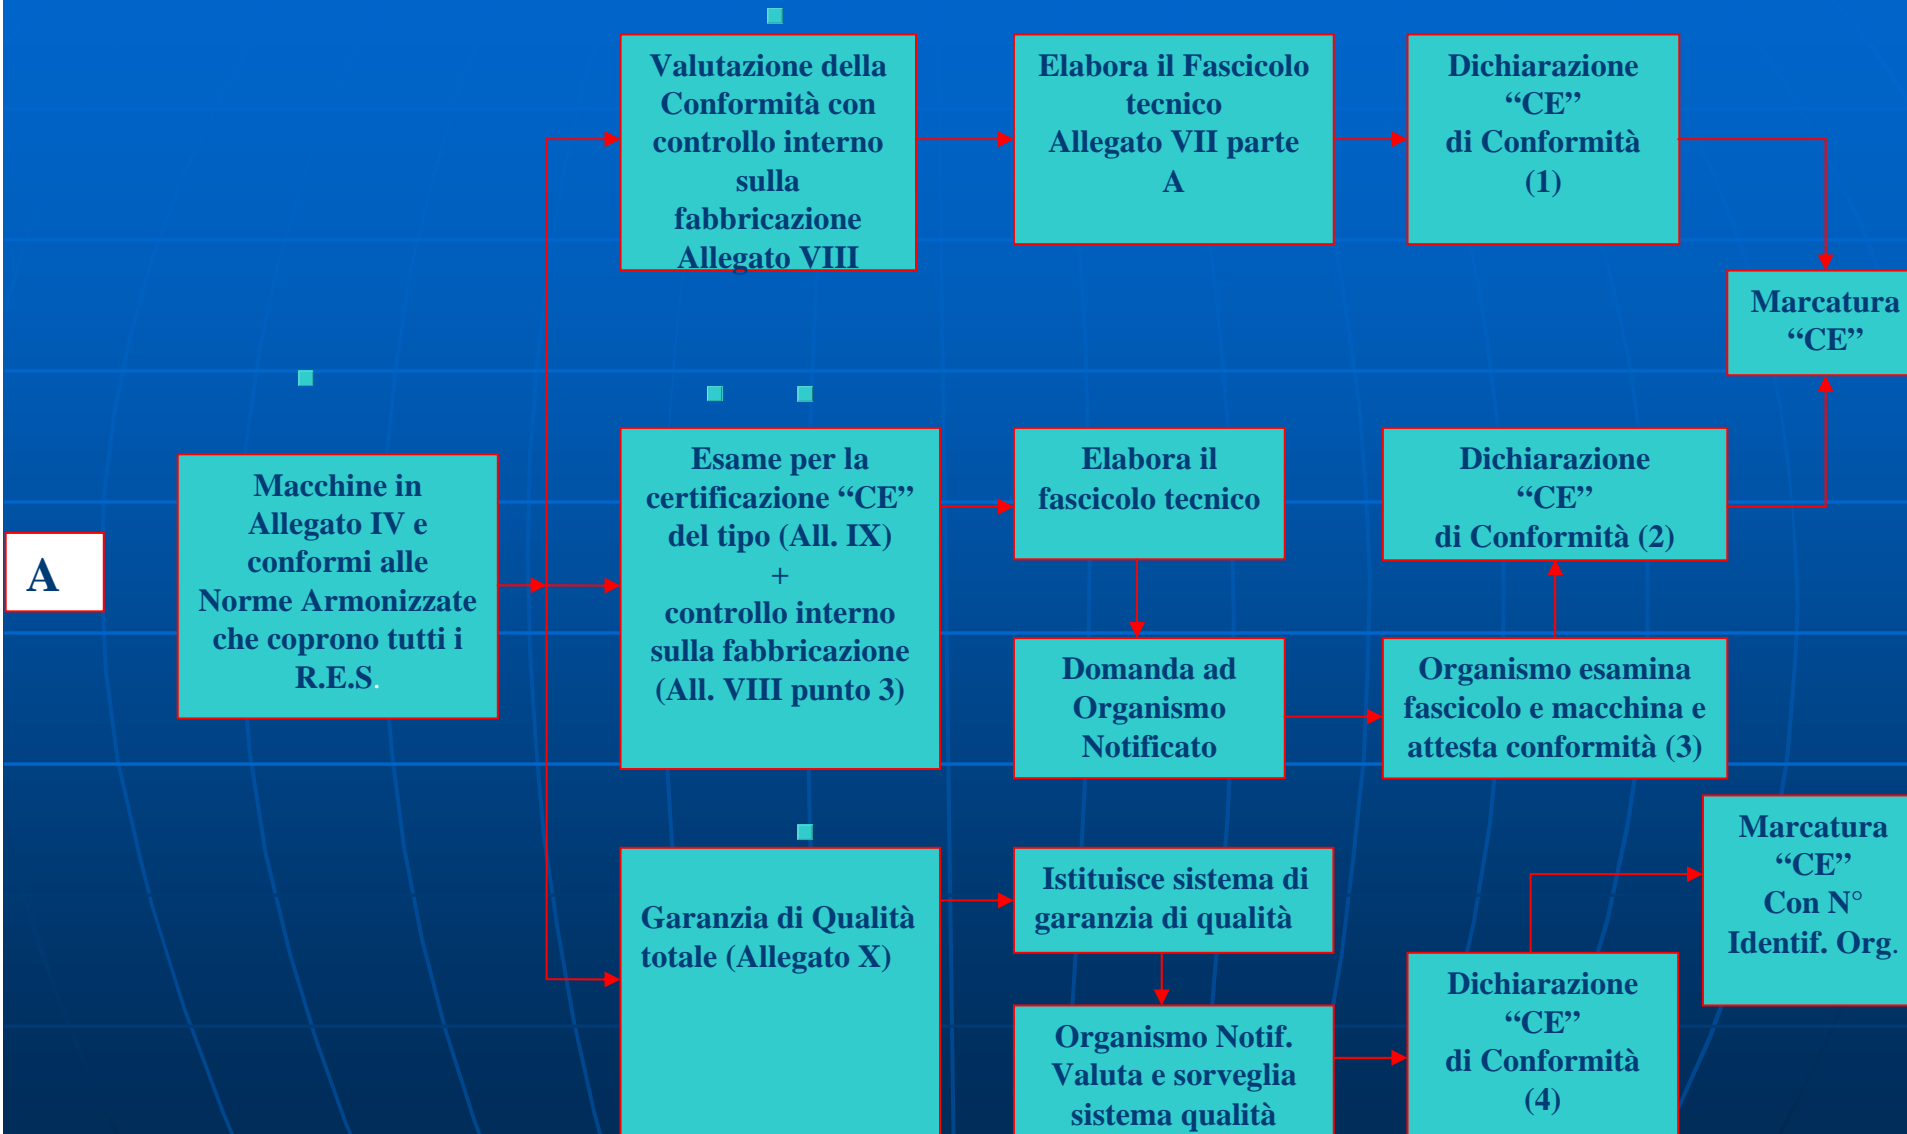 A
Macchine in
Allegato IV e
conformi alle
Norme Armonizzate
che coprono tutti i
R.E.S.
Valutazione della
Conformità con
controllo interno
sulla
fabbricazione
Allegato VIII
Elabora il Fascicolo
tecnico
Allegato VII parte
A
Dichiarazione
“CE”
di Conformità
(1)
Marcatura
“CE”
Esame per la
certificazione “CE”
del tipo (All. IX)
+
controllo interno
sulla fabbricazione
(All. VIII punto 3)
Elabora il
fascicolo tecnico
Domanda ad
Organismo
Notificato
Organismo esamina
fascicolo e macchina e
attesta conformità (3)
Dichiarazione
“CE”
di Conformità (2)
Garanzia di Qualità
totale (Allegato X)
Istituisce sistema di
garanzia di qualità
Organismo Notif.
Valuta e sorveglia
sistema qualità
Dichiarazione
“CE”
di Conformità
(4)
Marcatura
“CE”
Con N°
Identif. Org.